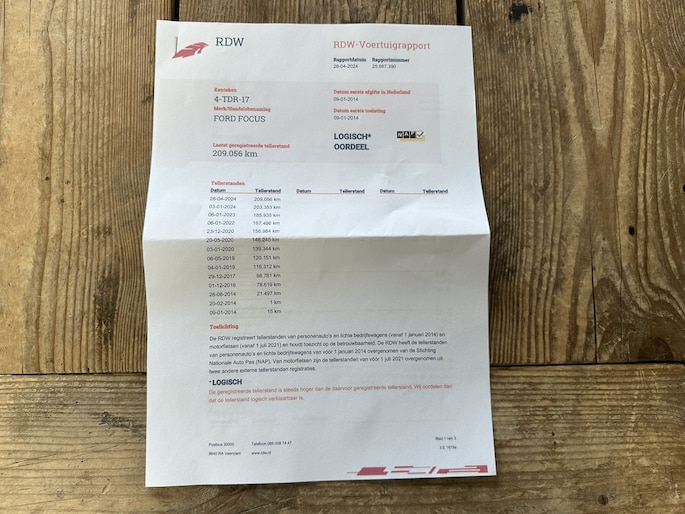 RDW
RDW-Voertuigrapport
Rapportdatum Rapportnummer
28-04-2024 25.667.390
Kenteken
4-TDR-17
Merk/Handelsbenaming
FORD FOCUS
Laatst geregistreerde tellerstand
209.056 km
Datum eerste afgifte in Nederland
09-01-2014
Datum eerste toelating
09-01-2014
LOGISCH*
OORDEEL
NAP
Tellerstanden
Datum Tellerstand Datum Tellerstand Datum Tellerstand
28-04-2024 209.056 km
03-01-2024 203.353 km
06-01-2023 185.938 km
06-01-2022 167.496 km
23-12-2020 156.984 km
20-05-2020 146.245 km
03-01-2020 139.344 km
06-05-2019 120.151 km
04-01-2019 116.312 km
29-12-2017 98.781 km
01-12-2016 78.619 km
28-08-2014 21.497 km
20-02-2014 1 km
09-01-2014 15 km
Toelichting
De RDW registreert tellerstanden van personenauto's en lichte bedrijfswagens (vanaf 1 januari 2014) en
motorfietsen (vanaf 1 juli 2021) en houdt toezicht op de betrouwbaarheid. De RDW heeft de tellerstanden
van personenauto's en lichte bedrijfswagens van vóór 1 januari 2014 overgenomen van de Stichting
Nationale Auto Pas (NAP). Van motorfietsen zijn de tellerstanden van vóór 1 juli 2021 overgenomen uit
twee andere externe tellerstanden registraties.
*LOGISCH
De geregistreerde tellerstand is steeds hoger dan de daarvoor geregistreerde tellerstand. Wij oordelen dan
dat de tellerstand logisch verklaarbaar is.
Postbus 30000 Telefoon 088 008 74 47
9640 RA Veendam www.rdw.nl
Blad 1 van 3